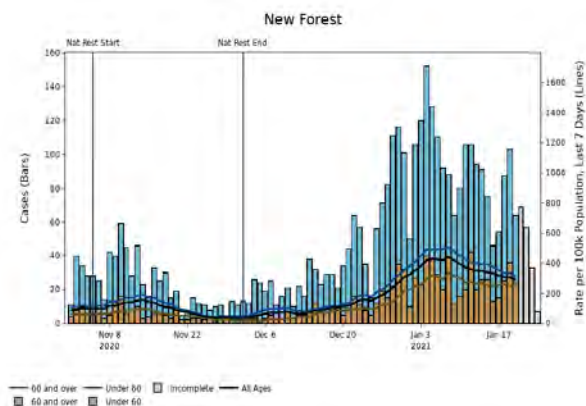 New Forest
Nat Rest Start
Nat Rest End
160
140
120
100
80
60
40
20
0
Cases (Bars)
1600
1400
1200
1000
800
600
400
200
0
Rate per 100k Population, Last 7 Days (Lines)
Nov 8
2020
Nov 22
Dec 6
Dec 20
Jan 3
2021
Jan 17
60 and over Under 60 Incomplete All Ages
60 and over Under 60